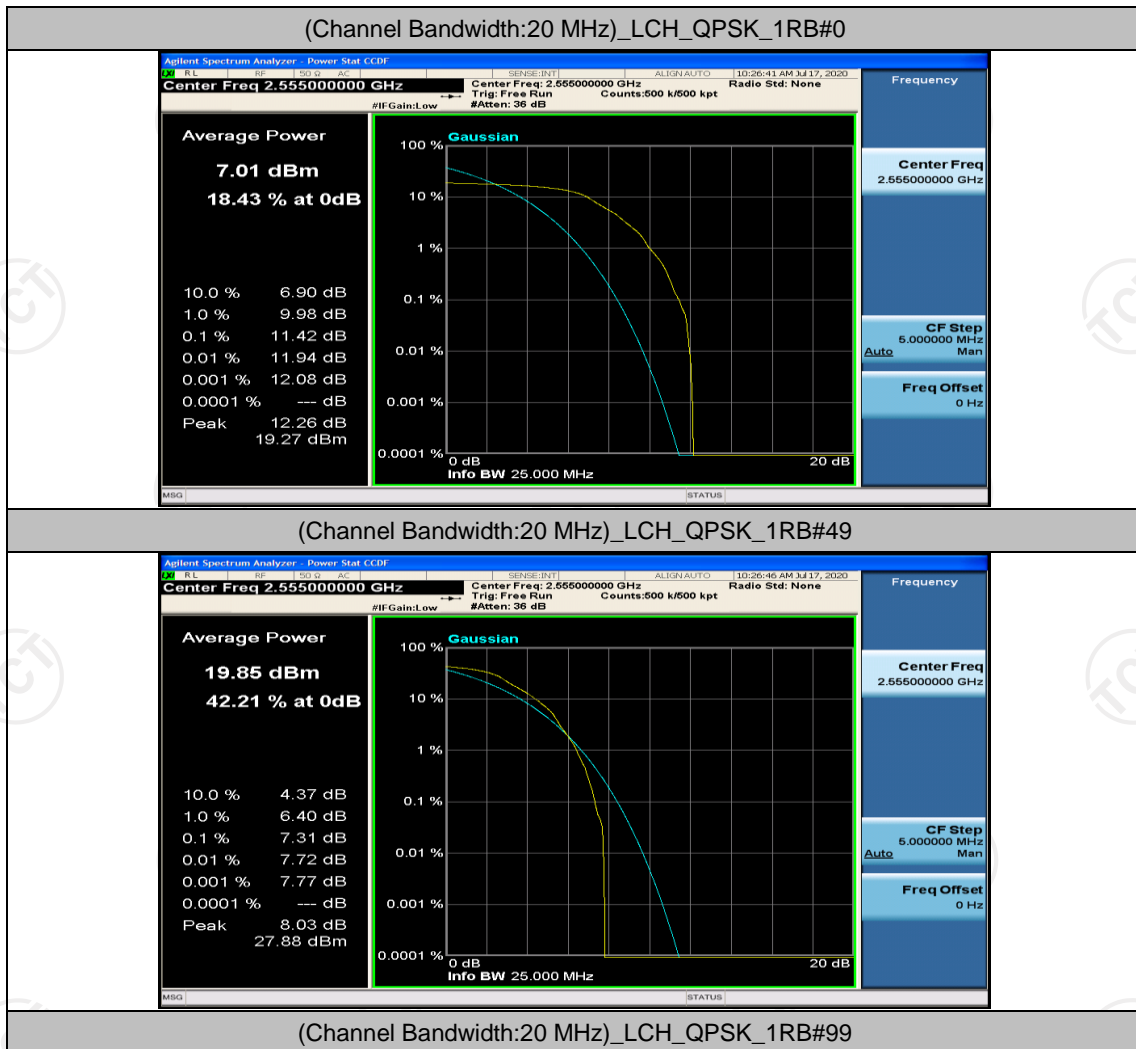 (Channel Bandwidth:20 MHz)_LCH_QPSK_1RB#0
Agilent Spectrum Analyzer - Power Stat CCDF
LXI RL RF 50 Ω AC SENSE:INT ALIGN AUTO 10:26:41 AM Jul 17, 2020
Center Freq 2.555000000 GHz
Center Freq: 2.555000000 GHz Radio Std: None
Trig: Free Run Counts:500 k/500 kpt
#IFGain:Low #Atten: 36 dB
Frequency
Average Power
7.01 dBm
18.43 % at 0dB
10.0 % 6.90 dB
1.0 % 9.98 dB
0.1 % 11.42 dB
0.01 % 11.94 dB
0.001 % 12.08 dB
0.0001 % --- dB
Peak 12.26 dB
19.27 dBm
Gaussian
100 %
10 %
1 %
0.1 %
0.01 %
0.001 %
0.0001 %
0 dB 20 dB
Info BW 25.000 MHz
Center Freq
2.555000000 GHz
CF Step
5.000000 MHz
Auto Man
Freq Offset
0 Hz
MSG STATUS
TCT
TCT
(Channel Bandwidth:20 MHz)_LCH_QPSK_1RB#49
Agilent Spectrum Analyzer - Power Stat CCDF
LXI RL RF 50 Ω AC SENSE:INT ALIGN AUTO 10:26:46 AM Jul 17, 2020
Center Freq 2.555000000 GHz
Center Freq: 2.555000000 GHz Radio Std: None
Trig: Free Run Counts:500 k/500 kpt
#IFGain:Low #Atten: 36 dB
Frequency
Average Power
19.85 dBm
42.21 % at 0dB
10.0 % 4.37 dB
1.0 % 6.40 dB
0.1 % 7.31 dB
0.01 % 7.72 dB
0.001 % 7.77 dB
0.0001 % --- dB
Peak 8.03 dB
27.88 dBm
Gaussian
100 %
10 %
1 %
0.1 %
0.01 %
0.001 %
0.0001 %
0 dB 20 dB
Info BW 25.000 MHz
Center Freq
2.555000000 GHz
CF Step
5.000000 MHz
Auto Man
Freq Offset
0 Hz
MSG STATUS
TCT
TCT
(Channel Bandwidth:20 MHz)_LCH_QPSK_1RB#99